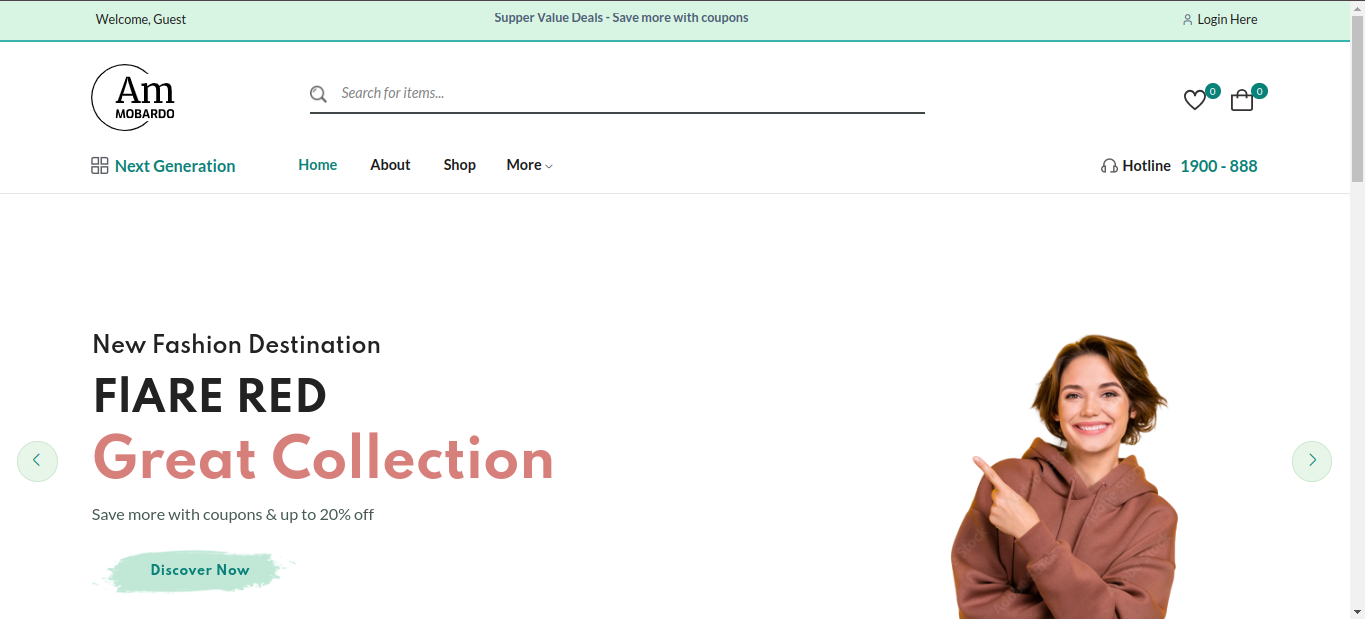 Welcome, Guest
Supper Value Deals - Save more with coupons
Login Here
Am
MOBARDO
Search for items...
0
0
Next Generation
Home
About
Shop
More
Hotline
1900 - 888
New Fashion Destination
FlARE RED
Great Collection
Save more with coupons & up to 20% off
Discover Now